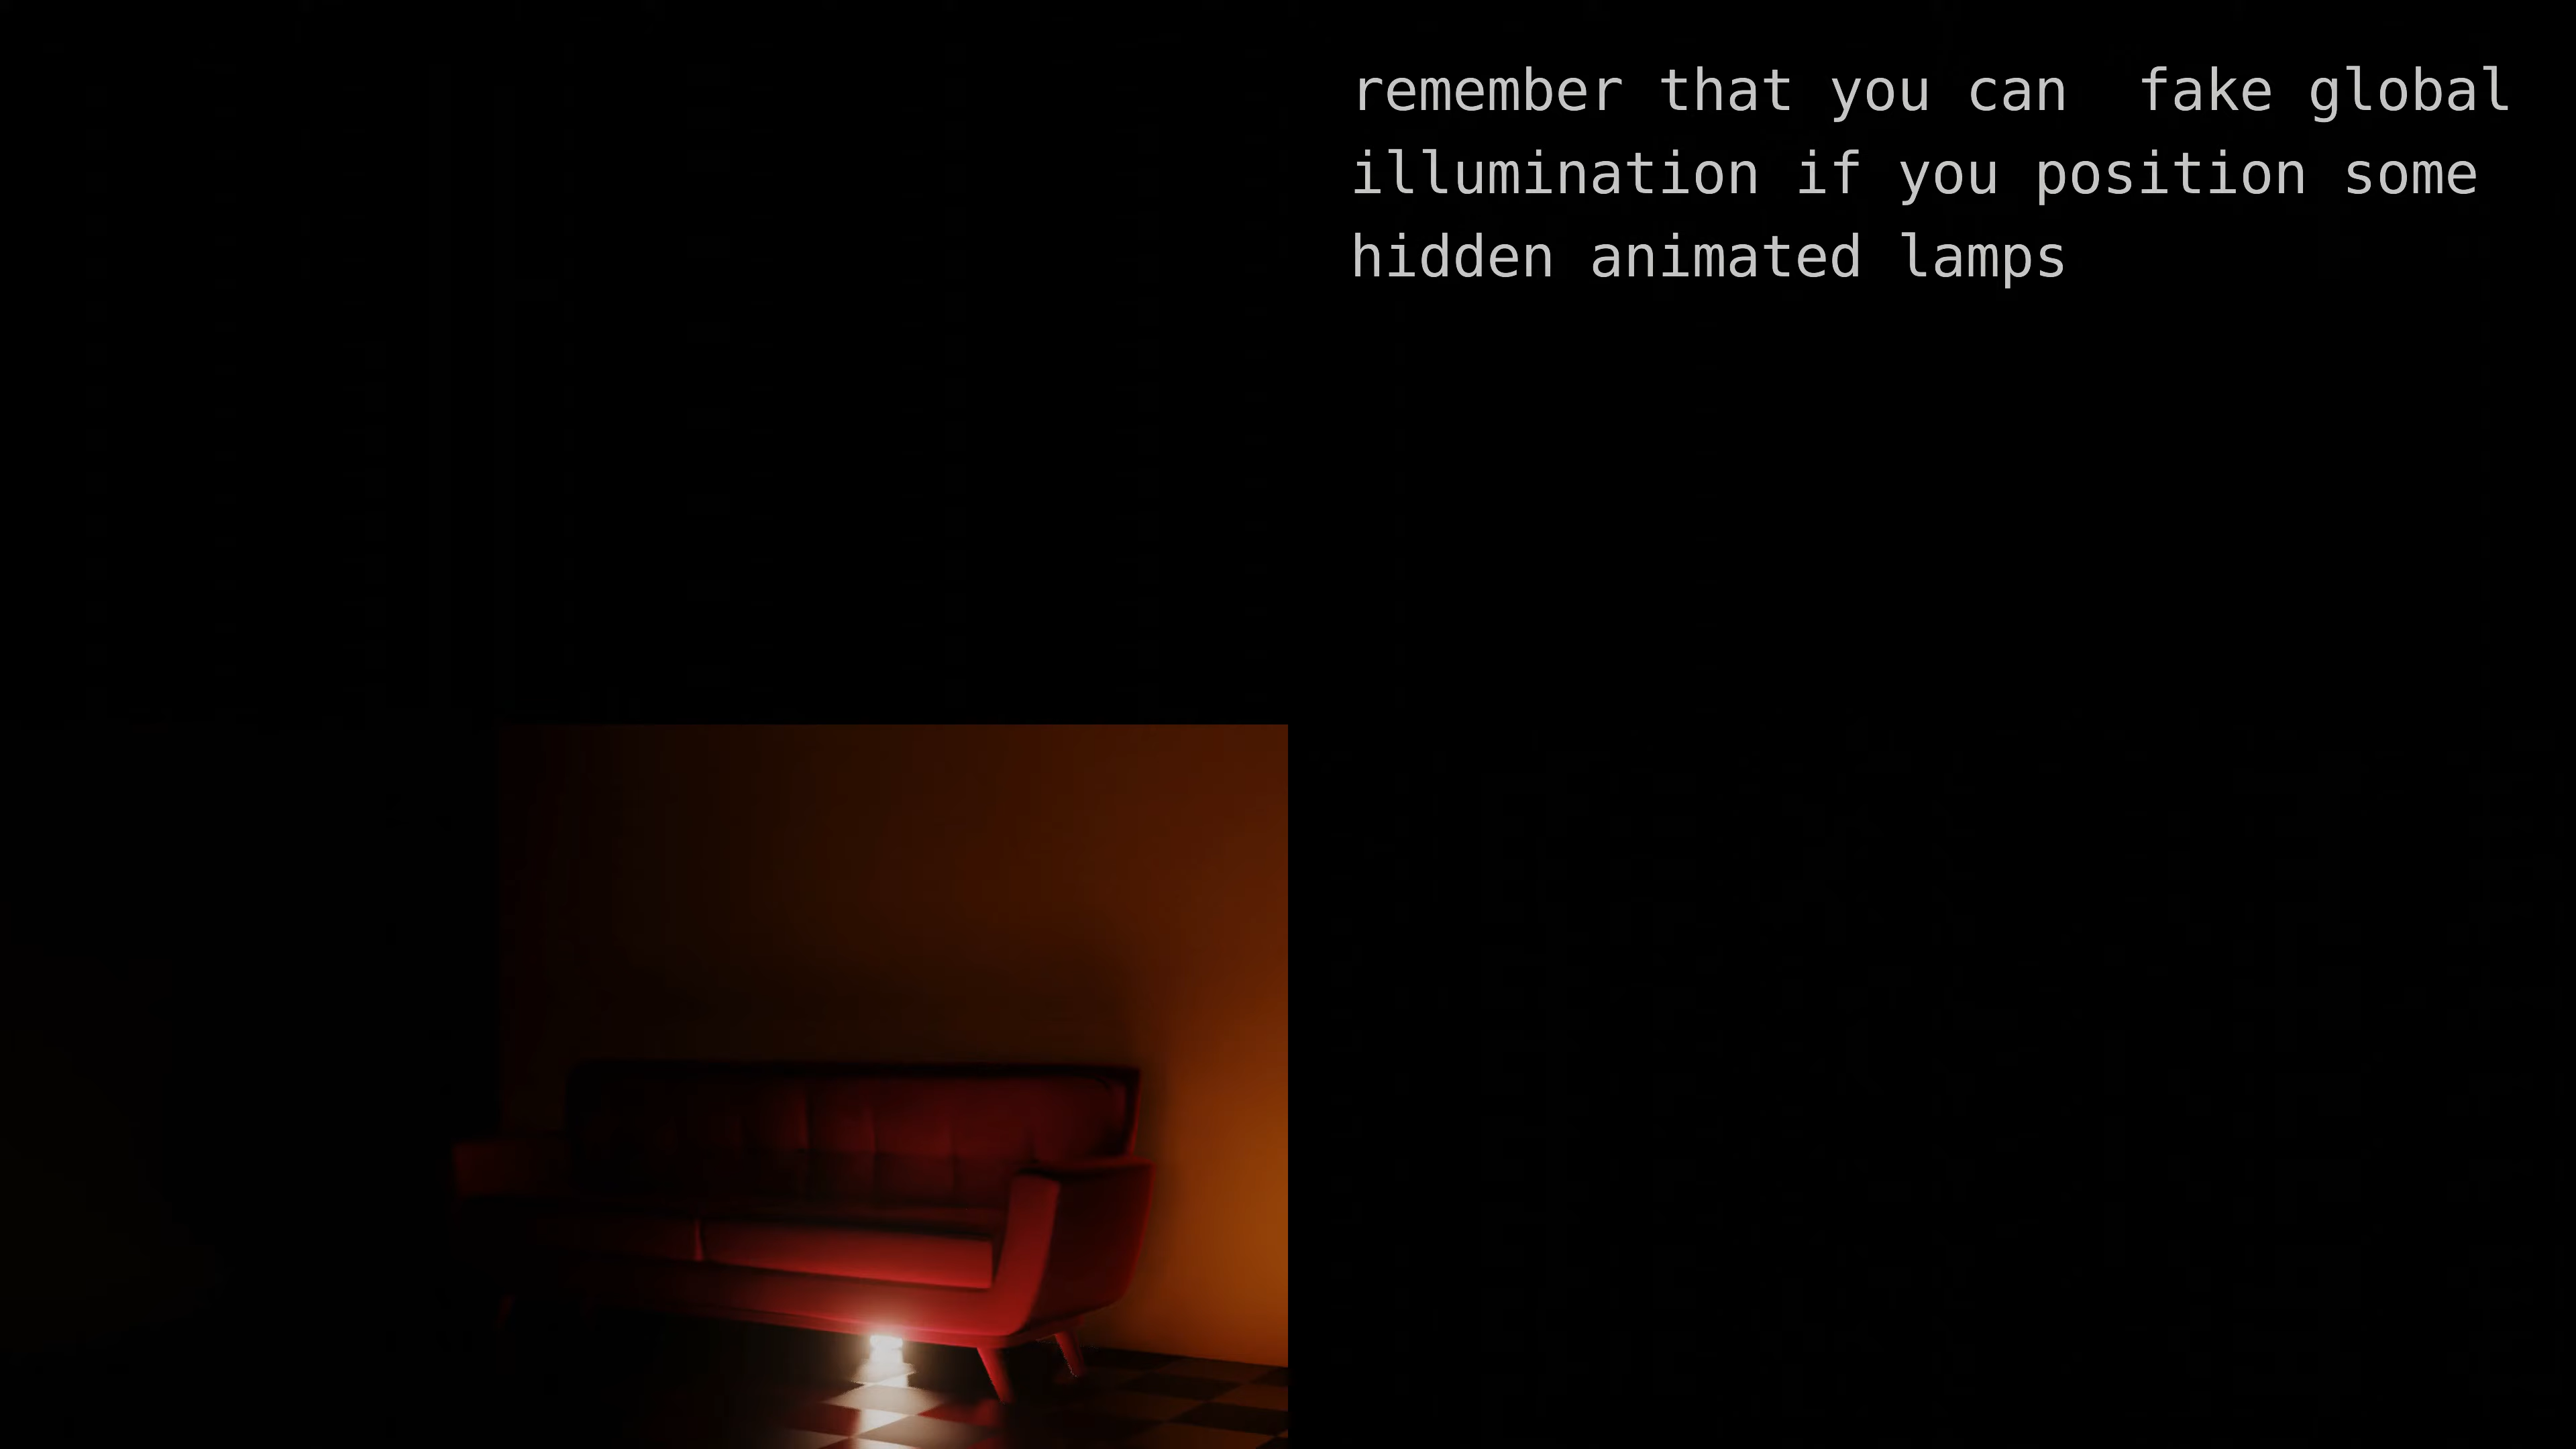 remember that you can  fake global
illumination if you position some
hidden animated lamps